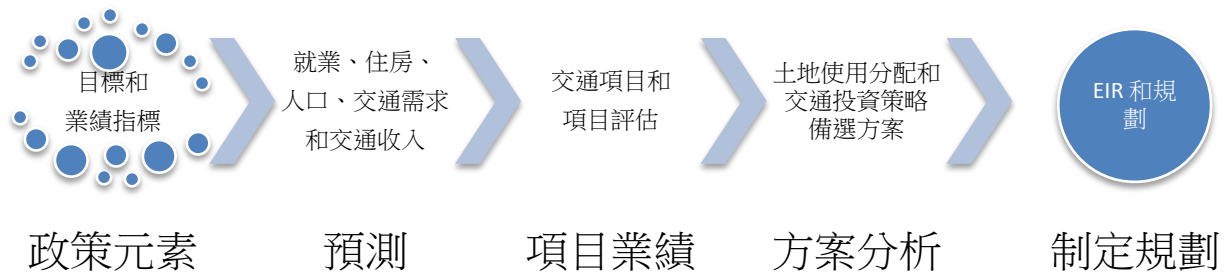 目標和
業績指標
就業、住房、
人口、交通需求
和交通收入
交通項目和
項目評估
土地使用分配和
交通投資策略
備選方案
EIR 和規
劃
政策元素
預測
項目業績
方案分析
制定規劃